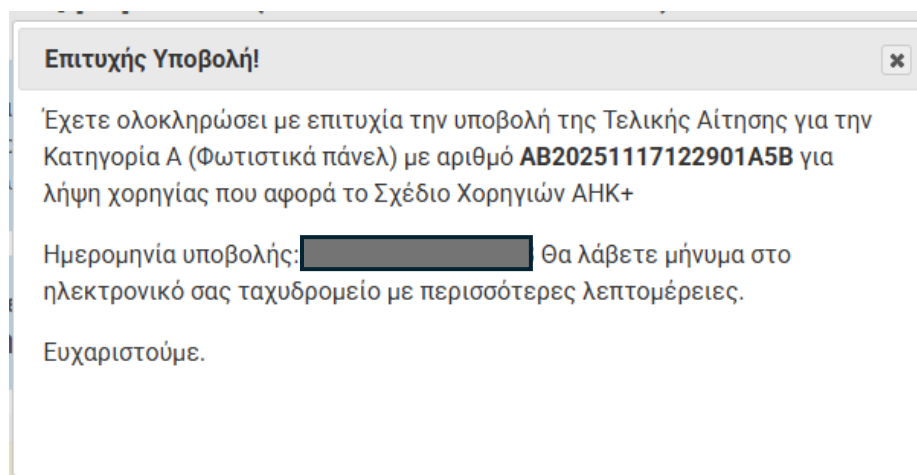 Επιτυχής Υποβολή!
Έχετε ολοκληρώσει με επιτυχία την υποβολή της Τελικής Αίτησης για την
Κατηγορία Α (Φωτιστικά πάνελ) με αριθμό AB20251117122901A5B για
λήψη χορηγίας που αφορά το Σχέδιο Χορηγιών ΑΗΚ+
Ημερομηνία υποβολής: Θα λάβετε μήνυμα στο
ηλεκτρονικό σας ταχυδρομείο με περισσότερες λεπτομέρειες.
Ευχαριστούμε.